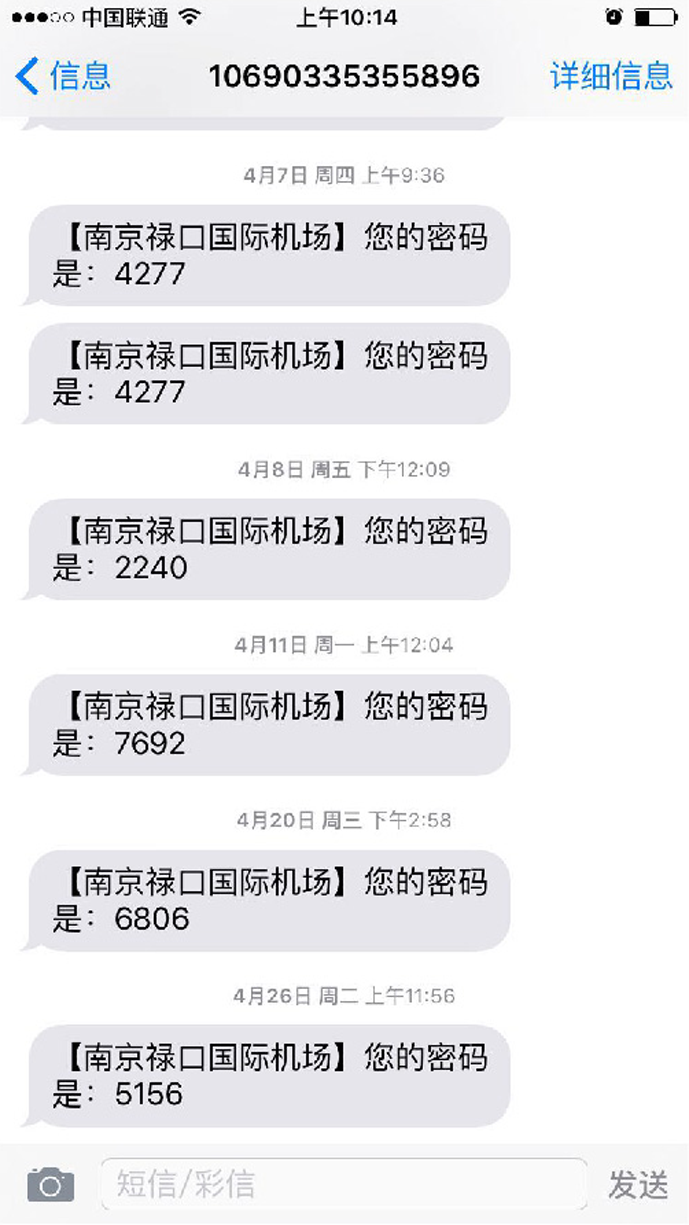 中国联通 上午10:14
信息 10690335355896 详细信息
4月7日 周四 上午9:36
【南京禄口国际机场】您的密码
是：4277
【南京禄口国际机场】您的密码
是：4277
4月8日 周五 下午12:09
【南京禄口国际机场】您的密码
是：2240
4月11日 周一 上午12:04
【南京禄口国际机场】您的密码
是：7692
4月20日 周三 下午2:58
【南京禄口国际机场】您的密码
是：6806
4月26日 周二 上午11:56
【南京禄口国际机场】您的密码
是：5156
短信/彩信 发送